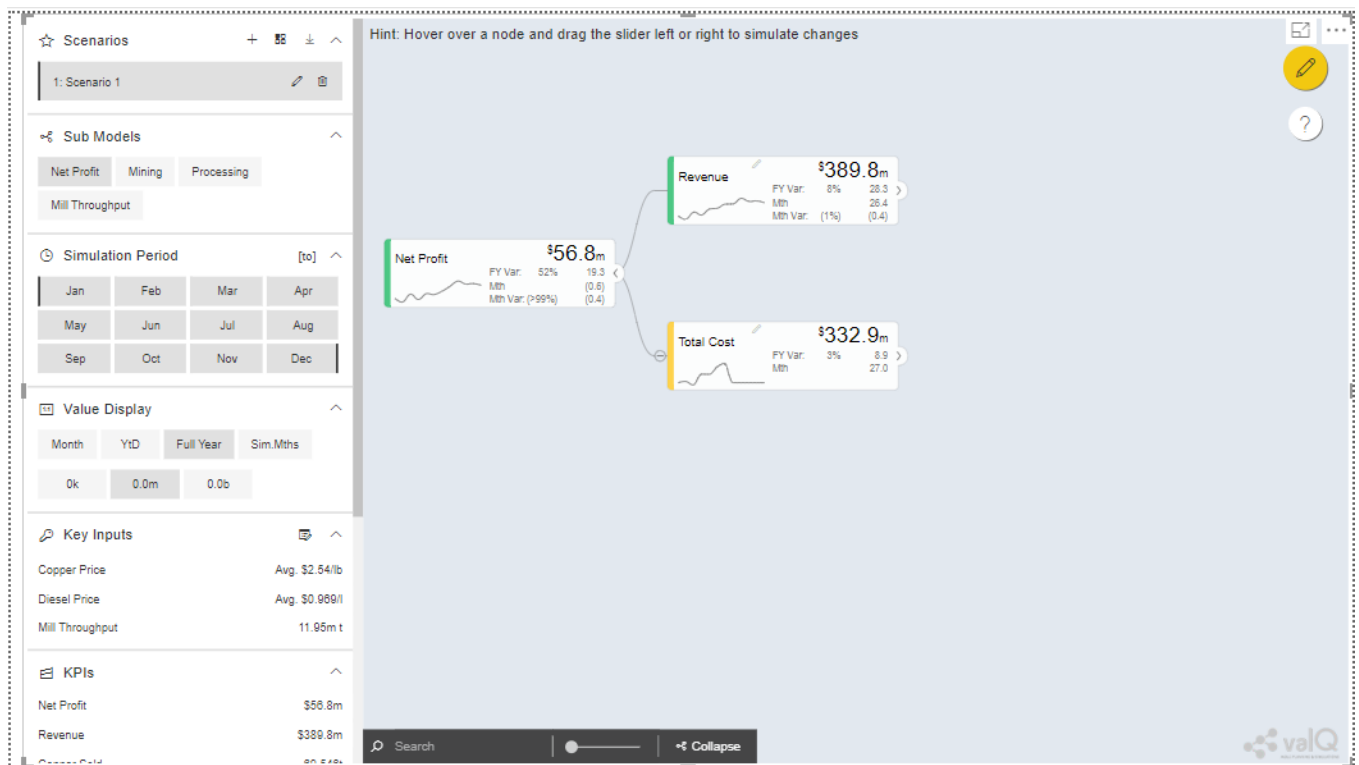 Scenarios
1: Scenario 1
Sub Models
Net Profit Mining Processing
Mill Throughput
Simulation Period [to]
Jan Feb Mar Apr
May Jun Jul Aug
Sep Oct Nov Dec
Value Display
Month YtD Full Year Sim.Mths
0k 0.0m 0.0b
Key Inputs
Copper Price Avg. $2.54/lb
Diesel Price Avg. $0.969/l
Mill Throughput 11.95m t
KPIs
Net Profit $56.8m
Revenue $389.8m
Hint: Hover over a node and drag the slider left or right to simulate changes
?
Net Profit $56.8m
FY Var: 52% 19.3
Mth (0.6)
Mth Var: (>99%) (0.4)
Revenue $389.8m
FY Var: 8% 28.3
Mth 26.4
Mth Var: (1%) (0.4)
Total Cost $332.9m
FY Var: 3% 8.9
Mth 27.0
Search
Collapse
valQ